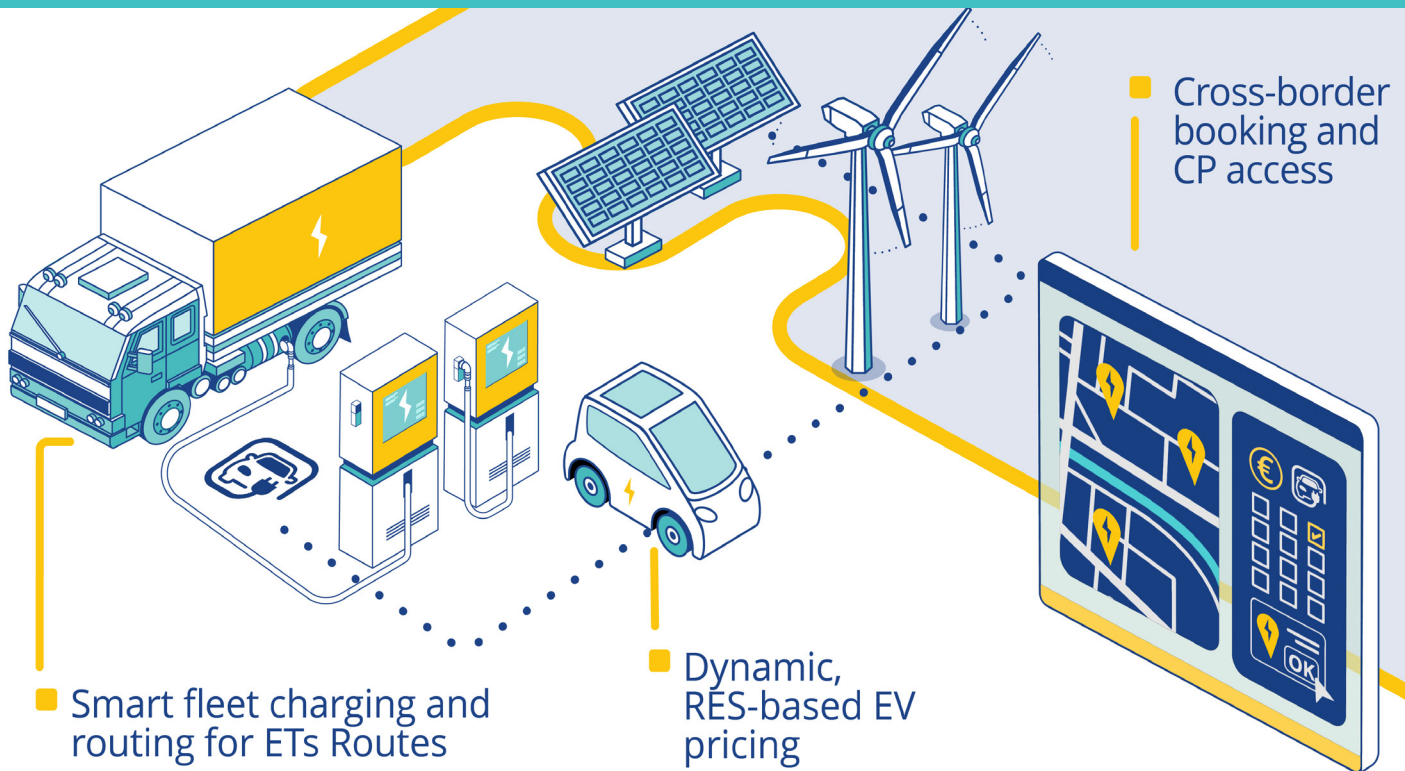 Cross-border
booking and
CP access
€
OK
Dynamic,
RES-based EV
pricing
Smart fleet charging and
routing for ETs Routes